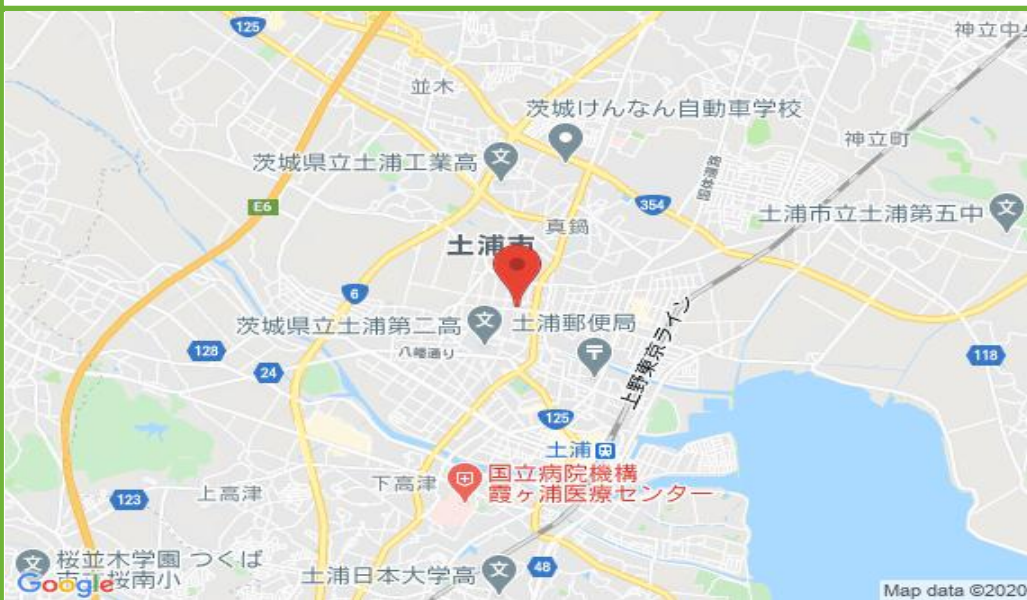 125
神立中央
並木
茨城けんなん自動車学校
神立町
茨城県立土浦工業高
国体道路
354
E6
土浦市立土浦第五中
真鍋
土浦市
6
茨城県立土浦第二高
土浦郵便局
上野東京ライン
128
八幡通り
118
24
125
土浦
国立病院機構
霞ヶ浦医療センター
下高津
上高津
123
桜並木学園 つくば
桜南小
土浦日本大学高
48
Google
Map data ©2020